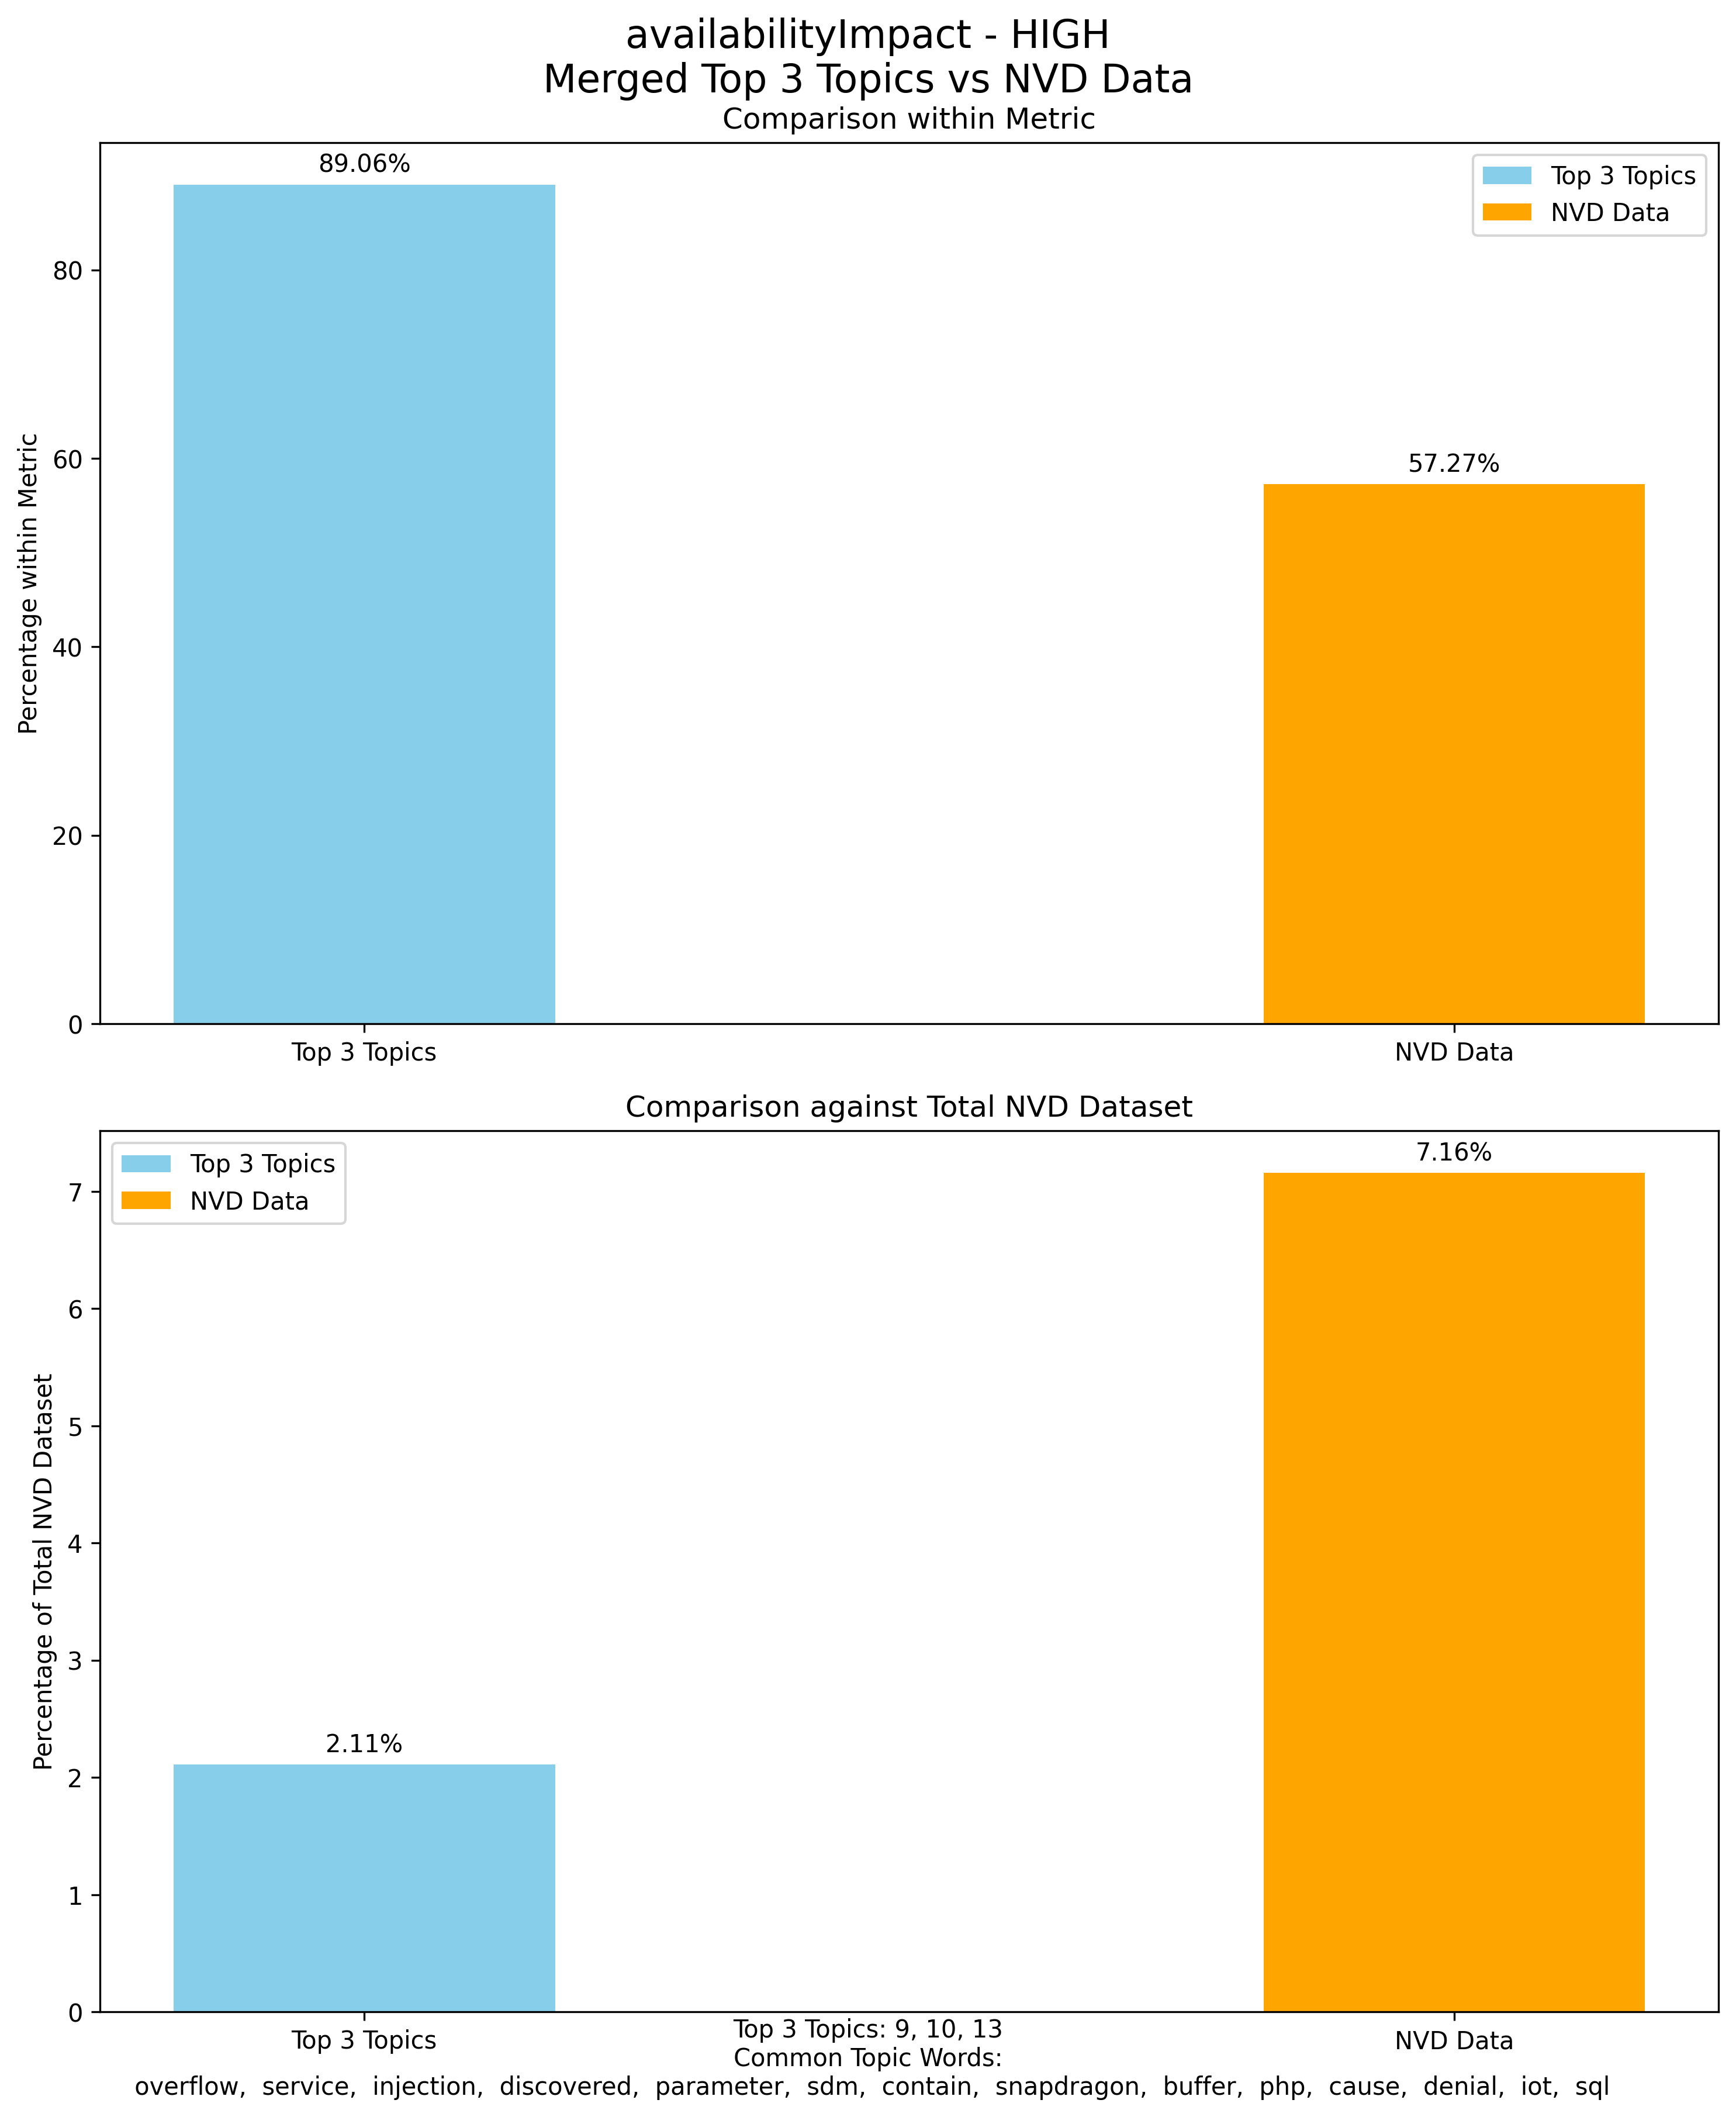 availabilityImpact - HIGH
Merged Top 3 Topics vs NVD Data
Comparison within Metric
89.06%
Top 3 Topics
NVD Data
80
57.27%
60
Percentage within Metric
40
20
0
Top 3 Topics
NVD Data
Comparison against Total NVD Dataset
7.16%
Top 3 Topics
NVD Data
7
6
5
4
Percentage of Total NVD Dataset
3
2.11%
2
1
0
Top 3 Topics
NVD Data
Top 3 Topics: 9, 10, 13
Common Topic Words:
overflow, service, injection, discovered, parameter, sdm, contain, snapdragon, buffer, php, cause, denial, iot, sql